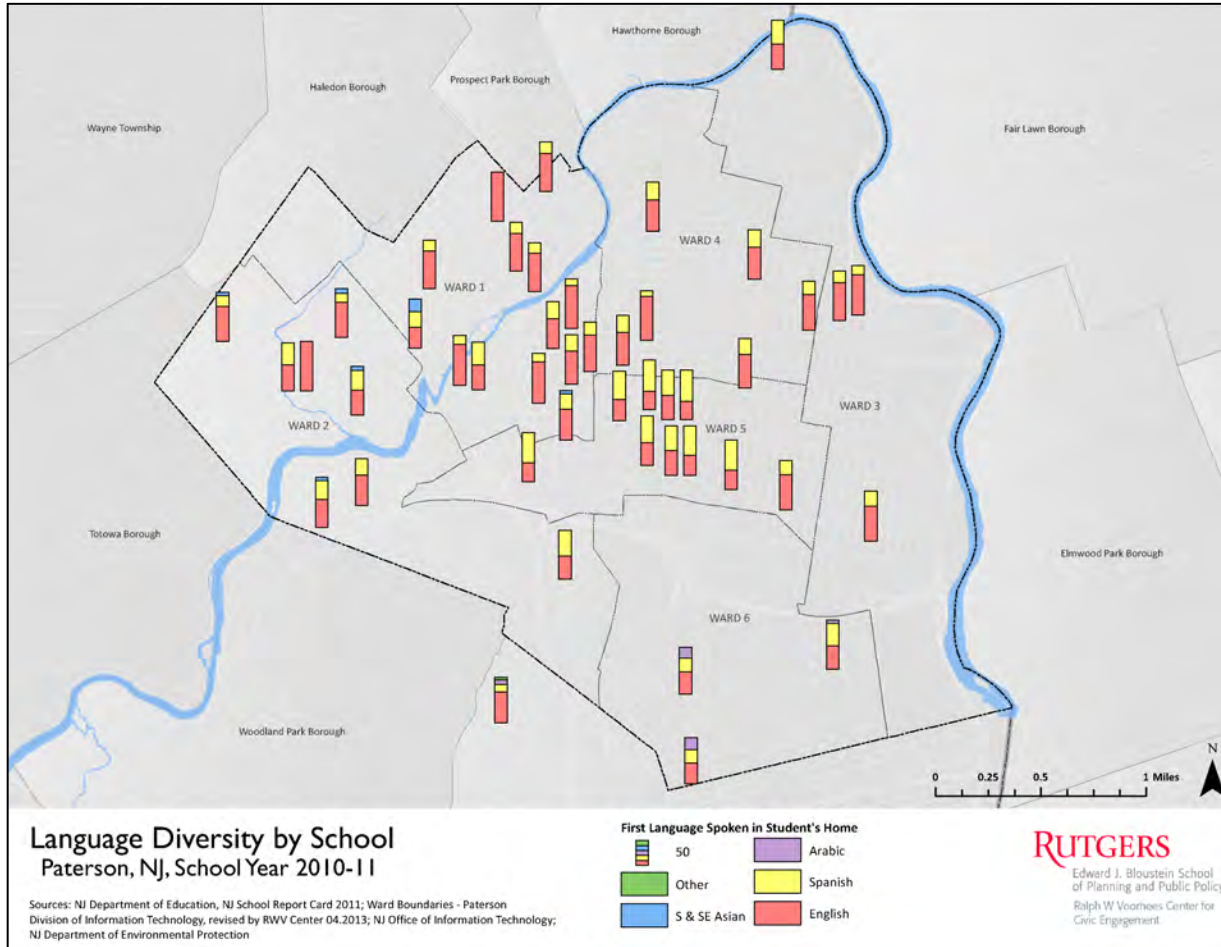 Hawthorne Borough
Prospect Park Borough
Haledon Borough
Wayne Township
Fair Lawn Borough
WARD 4
WARD 1
WARD 3
WARD 2
WARD 5
Totowa Borough
Elmwood Park Borough
WARD 6
Woodland Park Borough
N
0 0.25 0.5 1 Miles
Language Diversity by School
Paterson, NJ, School Year 2010-11
Sources: NJ Department of Education, NJ School Report Card 2011; Ward Boundaries - Paterson
Division of Information Technology, revised by RWV Center 04.2013; NJ Office of Information Technology;
NJ Department of Environmental Protection
First Language Spoken in Student's Home
50
Arabic
Other
Spanish
S & SE Asian
English
RUTGERS
Edward J. Bloustein School
of Planning and Public Policy
Ralph W Voorhees Center for
Civic Engagement